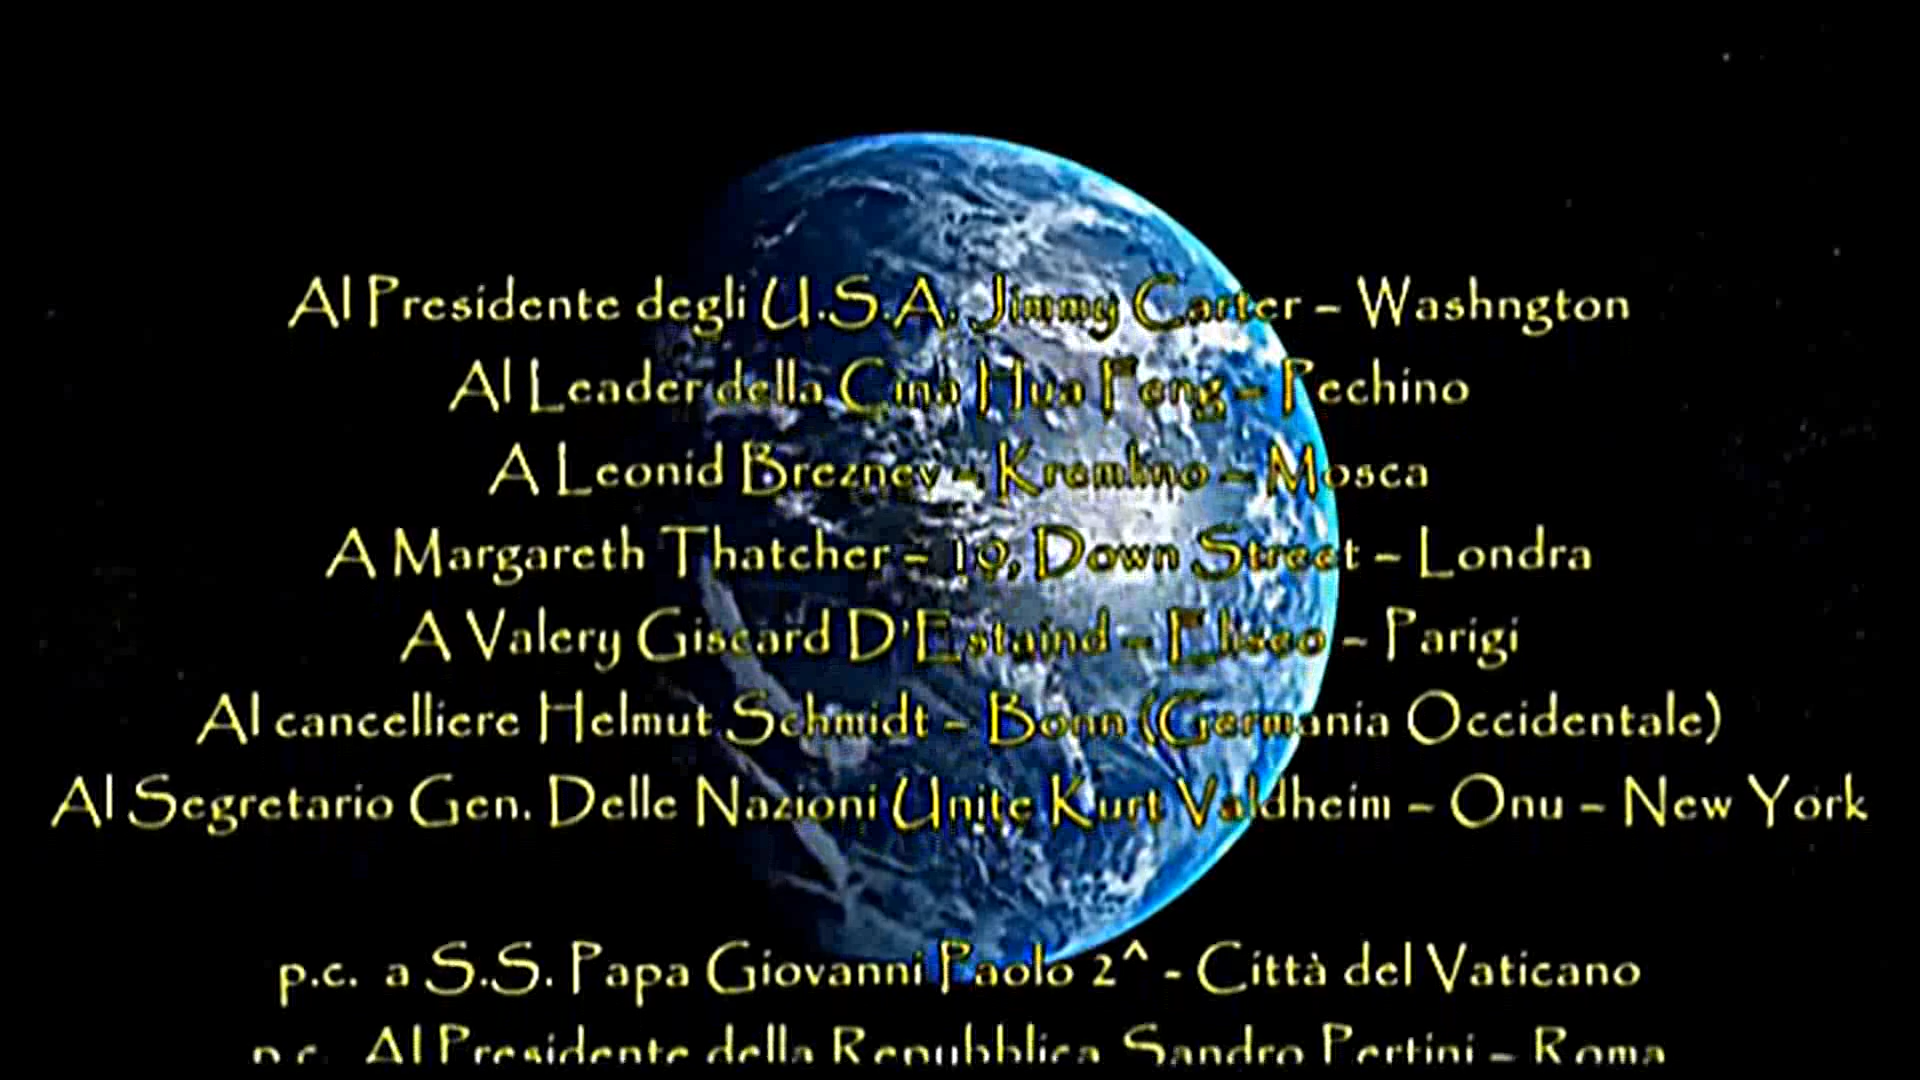 Al Presidente degli U.S.A. Jimmy Carter – Washngton
Al Leader della Cina Hua Feng – Pechino
A Leonid Breznev – Kremlino – Mosca
A Margareth Thatcher – 10, Down Street – Londra
A Valery Giscard D'Estaind – Eliseo – Parigi
Al cancelliere Helmut Schmidt – Bonn (Germania Occidentale)
Al Segretario Gen. Delle Nazioni Unite Kurt Valdheim – Onu – New York
p.c. a S.S. Papa Giovanni Paolo 2^ - Città del Vaticano
p.c. Al Presidente della Repubblica Sandro Pertini – Roma